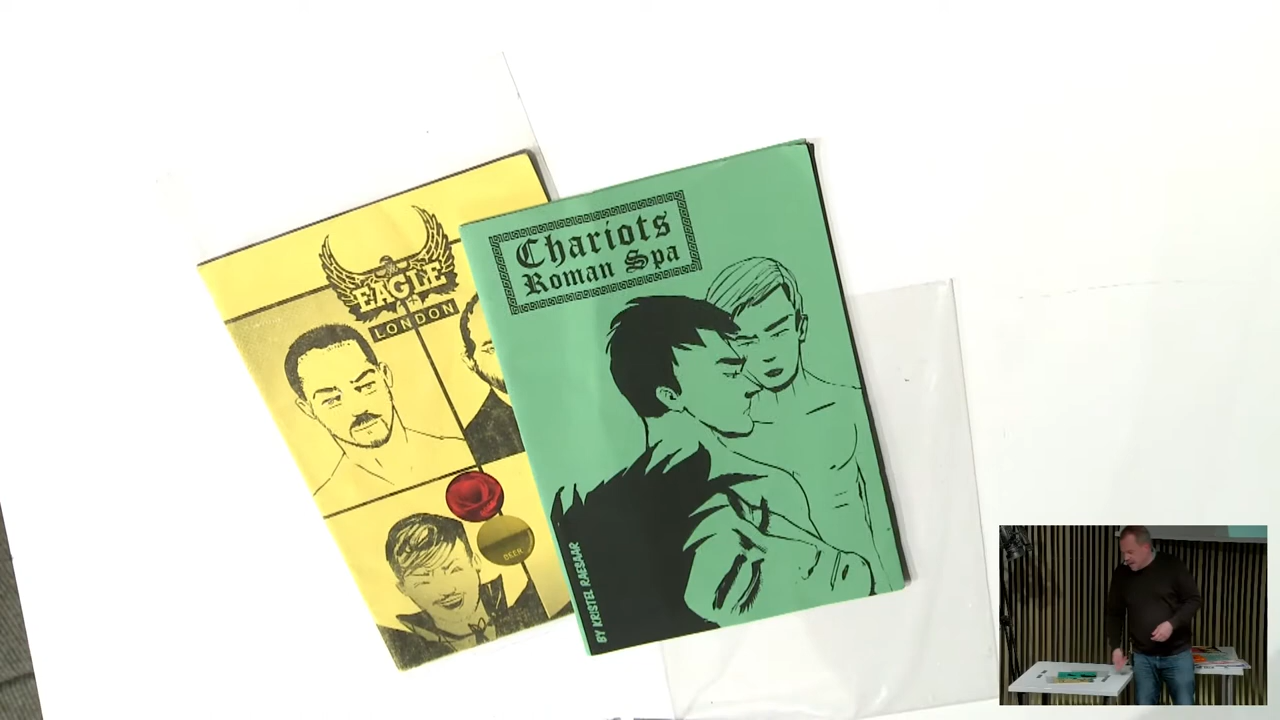 EAGLE
LONDON
BEER
Chariots
Roman Spa
BY KRISTEL RAESAAR